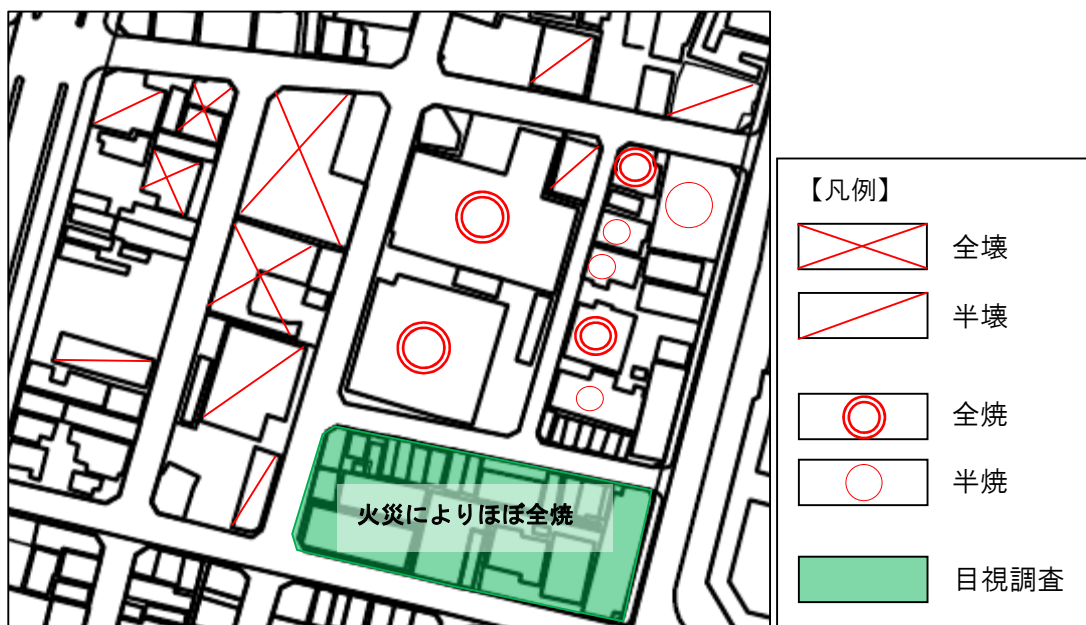 火災によりほぼ全焼
【凡例】
全壊
半壊
全焼
半焼
目視調査